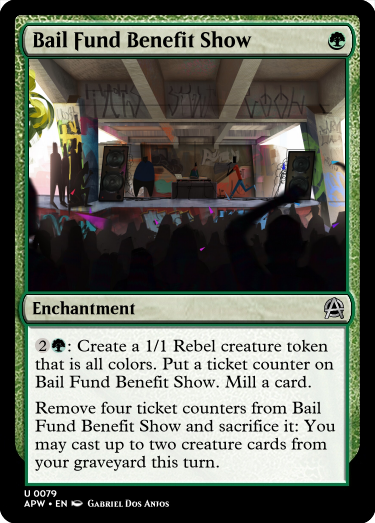 Bail Fund Benefit Show
Enchantment
2: Create a 1/1 Rebel creature token
that is all colors. Put a ticket counter on
Bail Fund Benefit Show. Mill a card.
Remove four ticket counters from Bail
Fund Benefit Show and sacrifice it: You
may cast up to two creature cards from
your graveyard this turn.
U 0079
APW • EN Gabriel Dos Antos